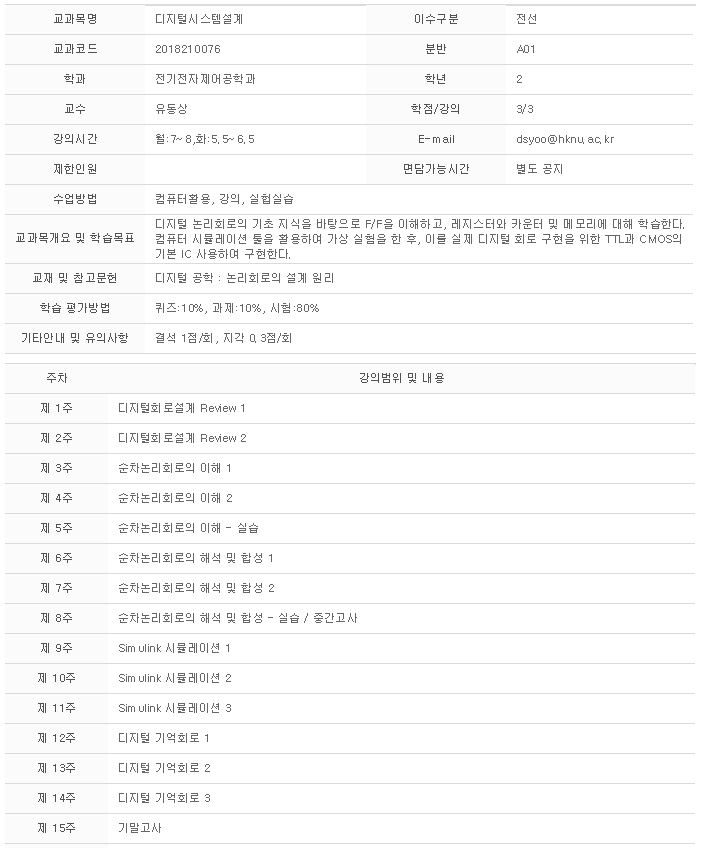 교과목명 디지털시스템설계 이수구분 전선
교과코드 2018210076 분반 A01
학과 전기전자제어공학과 학년 2
교수 유동상 학점/강의 3/3
강의시간 월:7~8,화:5.5~6.5 E-mail dsyoo@hknu.ac.kr
제한인원 면담가능시간 별도 공지
수업방법 컴퓨터활용, 강의, 실험실습
교과목개요 및 학습목표 디지털 논리회로의 기초 지식을 바탕으로 F/F을 이해하고, 레지스터와 카운터 및 메모리에 대해 학습한다.
컴퓨터 시뮬레이션 툴을 활용하여 가상 실험을 한 후, 이를 실제 디지털 회로 구현을 위한 TTL과 CMOS의
기본 IC 사용하여 구현한다.
교재 및 참고문헌 디지털 공학 : 논리회로의 설계 원리
학습 평가방법 퀴즈:10%, 과제:10%, 시험:80%
기타안내 및 유의사항 결석 1점/회, 지각 0.3점/회
주차 강의범위 및 내용
제 1주 디지털회로설계 Review 1
제 2주 디지털회로설계 Review 2
제 3주 순차논리회로의 이해 1
제 4주 순차논리회로의 이해 2
제 5주 순차논리회로의 이해 - 실습
제 6주 순차논리회로의 해석 및 합성 1
제 7주 순차논리회로의 해석 및 합성 2
제 8주 순차논리회로의 해석 및 합성 - 실습 / 중간고사
제 9주 Simulink 시뮬레이션 1
제 10주 Simulink 시뮬레이션 2
제 11주 Simulink 시뮬레이션 3
제 12주 디지털 기억회로 1
제 13주 디지털 기억회로 2
제 14주 디지털 기억회로 3
제 15주 기말고사